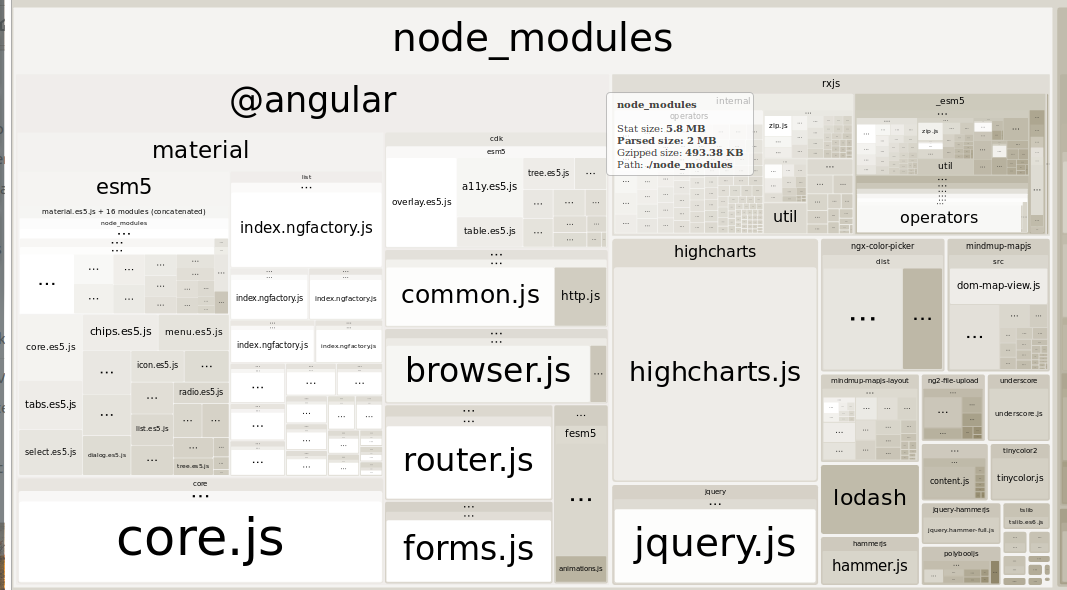 node_modules
@angular
material
esm5
material.es5.js + 16 modules (concatenated)
node_modules
...
...
...
...
core.es5.js
chips.es5.js
menu.es5.js
icon.es5.js
tabs.es5.js
radio.es5.js
list.es5.js
select.es5.js
dialog.es5.js
tree.es5.js
list
...
index.ngfactory.js
index.ngfactory.js
index.ngfactory.js
index.ngfactory.js
index.ngfactory.js
core
...
core.js
cdk
esm5
overlay.es5.js
a11y.es5.js
tree.es5.js
table.es5.js
...
...
common.js
http.js
...
...
browser.js
...
...
...
router.js
...
fesm5
...
animations.js
...
...
forms.js
rxjs
internal
operators
node_modules
Stat size: 5.8 MB
Parsed size: 2 MB
Gzipped size: 493.38 KB
Path: ./node_modules
zip.js
util
_esm5
...
zip.js
util
operators
highcharts
highcharts.js
jquery
...
jquery.js
ngx-color-picker
dist
...
...
mindmup-mapjs
src
dom-map-view.js
...
mindmup-mapjs-layout
ng2-file-upload
underscore
underscore.js
lodash
content.js
tinycolor2
tinycolor.js
jquery-hammerjs
jquery.hammer-full.js
tslib
tslib.es6.js
hammerjs
hammer.js
polybooljs